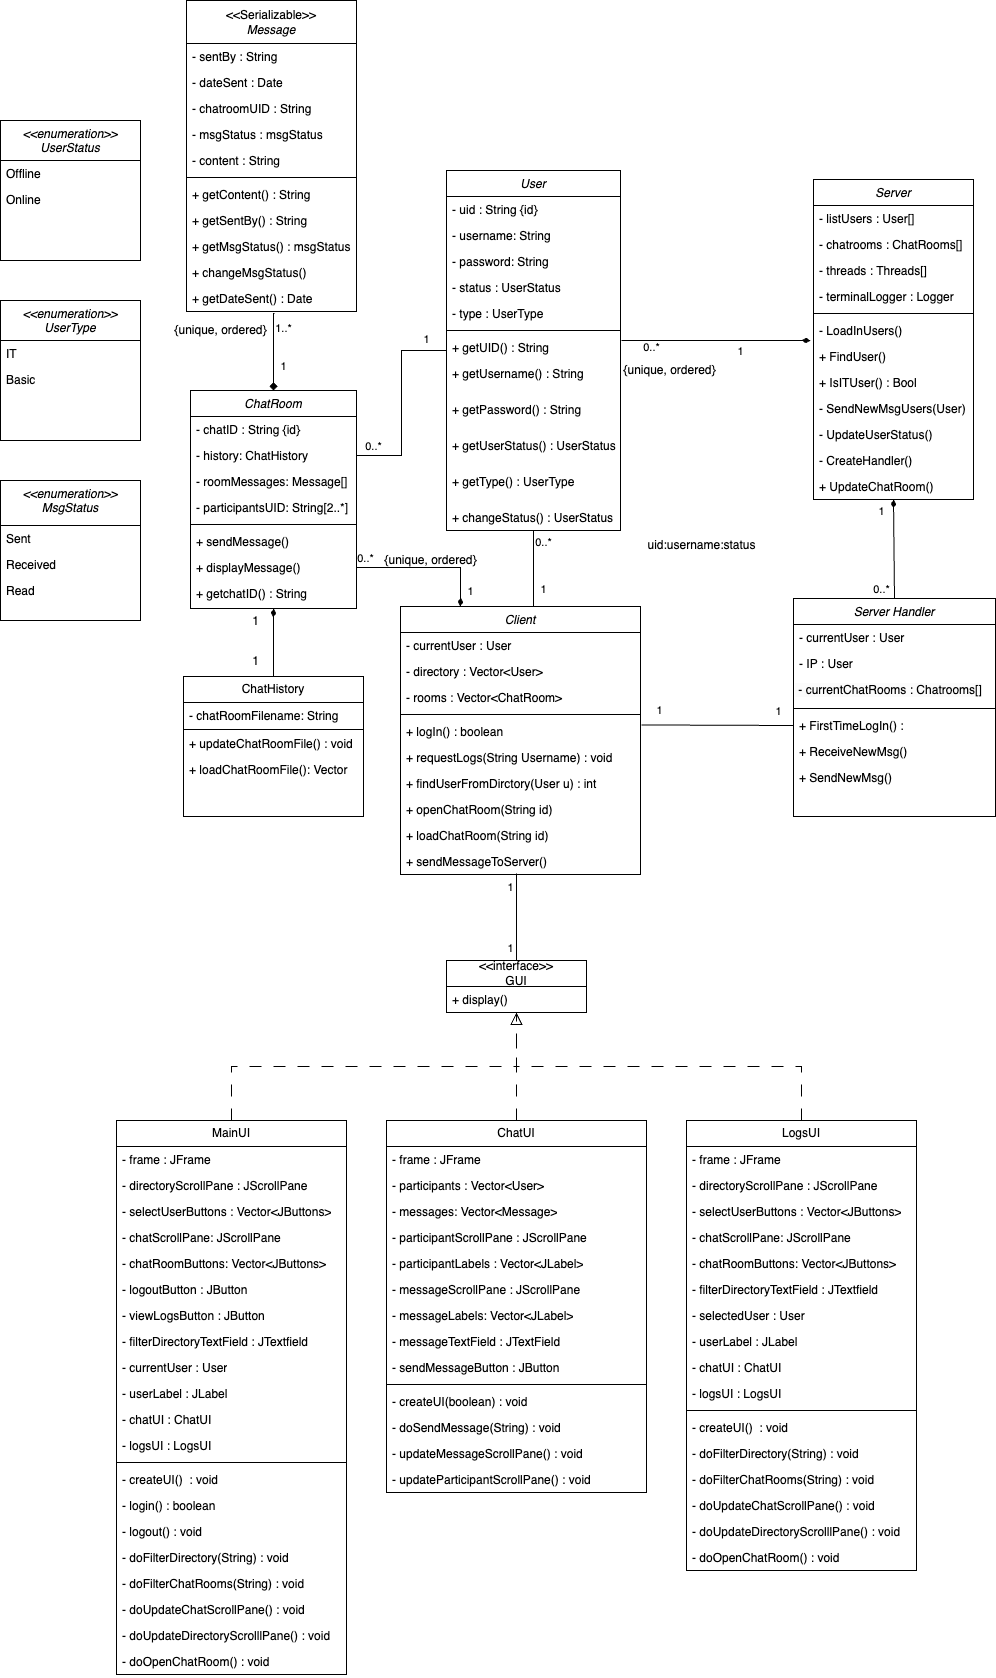 <<Serializable>>
Message
- sentBy : String
- dateSent : Date
- chatroomUID : String
- msgStatus : msgStatus
- content : String
+ getContent() : String
+ getSentBy() : String
+ getMsgStatus() : msgStatus
+ changeMsgStatus()
+ getDateSent() : Date
<<enumeration>>
UserStatus
Offline
Online
<<enumeration>>
UserType
IT
Basic
<<enumeration>>
MsgStatus
Sent
Received
Read
{unique, ordered}
1..*
1
ChatRoom
- chatID : String {id}
- history: ChatHistory
- roomMessages: Message[]
- participantsUID: String[2..*]
+ sendMessage()
+ displayMessage()
+ getchatID() : String
1
1
ChatHistory
- chatRoomFilename: String
+ updateChatRoomFile() : void
+ loadChatRoomFile(): Vector
User
- uid : String {id}
- username: String
- password: String
- status : UserStatus
- type : UserType
+ getUID() : String
+ getUsername() : String
+ getPassword() : String
+ getUserStatus() : UserStatus
+ getType() : UserType
+ changeStatus() : UserStatus
1
0..*
0..*
{unique, ordered}
1
0..*
{unique, ordered}
1
0..*
1
uid:username:status
Server
- listUsers : User[]
- chatrooms : ChatRooms[]
- threads : Threads[]
- terminalLogger : Logger
- LoadInUsers()
+ FindUser()
+ IsITUser() : Bool
- SendNewMsgUsers(User)
- UpdateUserStatus()
- CreateHandler()
+ UpdateChatRoom()
1
0..*
Server Handler
- currentUser : User
- IP : User
- currentChatRooms : Chatrooms[]
+ FirstTimeLogIn() :
+ ReceiveNewMsg()
+ SendNewMsg()
Client
- currentUser : User
- directory : Vector<User>
- rooms : Vector<ChatRoom>
+ logIn() : boolean
+ requestLogs(String Username) : void
+ findUserFromDirctory(User u) : int
+ openChatRoom(String id)
+ loadChatRoom(String id)
+ sendMessageToServer()
1
1
1
1
<<interface>>
GUI
+ display()
MainUI
- frame : JFrame
- directoryScrollPane : JScrollPane
- selectUserButtons : Vector<JButtons>
- chatScrollPane: JScrollPane
- chatRoomButtons: Vector<JButtons>
- logoutButton : JButton
- viewLogsButton : JButton
- filterDirectoryTextField : JTextfield
- currentUser : User
- userLabel : JLabel
- chatUI : ChatUI
- logsUI : LogsUI
- createUI() : void
- login() : boolean
- logout() : void
- doFilterDirectory(String) : void
- doFilterChatRooms(String) : void
- doUpdateChatScrollPane() : void
- doUpdateDirectoryScrolllPane() : void
- doOpenChatRoom() : void
ChatUI
- frame : JFrame
- participants : Vector<User>
- messages: Vector<Message>
- participantScrollPane : JScrollPane
- participantLabels : Vector<JLabel>
- messageScrollPane : JScrollPane
- messageLabels: Vector<JLabel>
- messageTextField : JTextField
- sendMessageButton : JButton
- createUI(boolean) : void
- doSendMessage(String) : void
- updateMessageScrollPane() : void
- updateParticipantScrollPane() : void
LogsUI
- frame : JFrame
- directoryScrollPane : JScrollPane
- selectUserButtons : Vector<JButtons>
- chatScrollPane: JScrollPane
- chatRoomButtons: Vector<JButtons>
- filterDirectoryTextField : JTextfield
- selectedUser : User
- userLabel : JLabel
- chatUI : ChatUI
- logsUI : LogsUI
- createUI() : void
- doFilterDirectory(String) : void
- doFilterChatRooms(String) : void
- doUpdateChatScrollPane() : void
- doUpdateDirectoryScrolllPane() : void
- doOpenChatRoom() : void